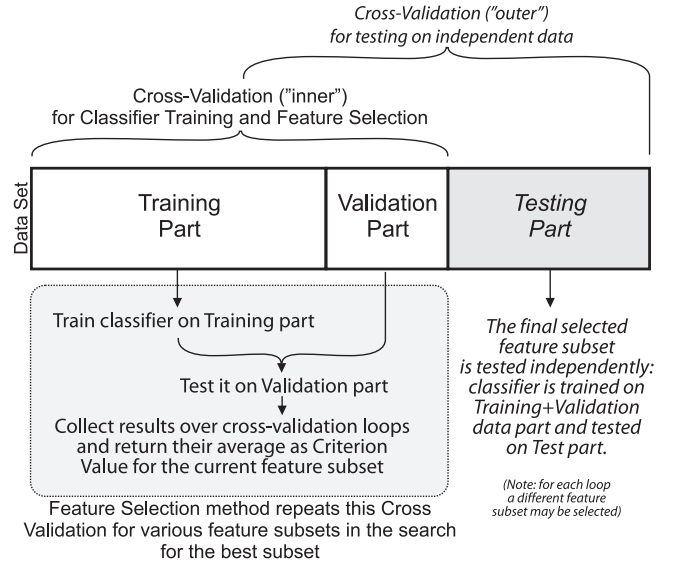 Cross-Validation ("outer")
for testing on independent data
Cross-Validation ("inner")
for Classifier Training and Feature Selection
Data Set
Training
Part
Validation
Part
Testing
Part
Train classifier on Training part
Test it on Validation part
Collect results over cross-validation loops
and return their average as Criterion
Value for the current feature subset
Feature Selection method repeats this Cross
Validation for various feature subsets in the search
for the best subset
The final selected
feature subset
is tested independently:
classifier is trained on
Training+Validation
data part and tested
on Test part.
(Note: for each loop
a different feature
subset may be selected)